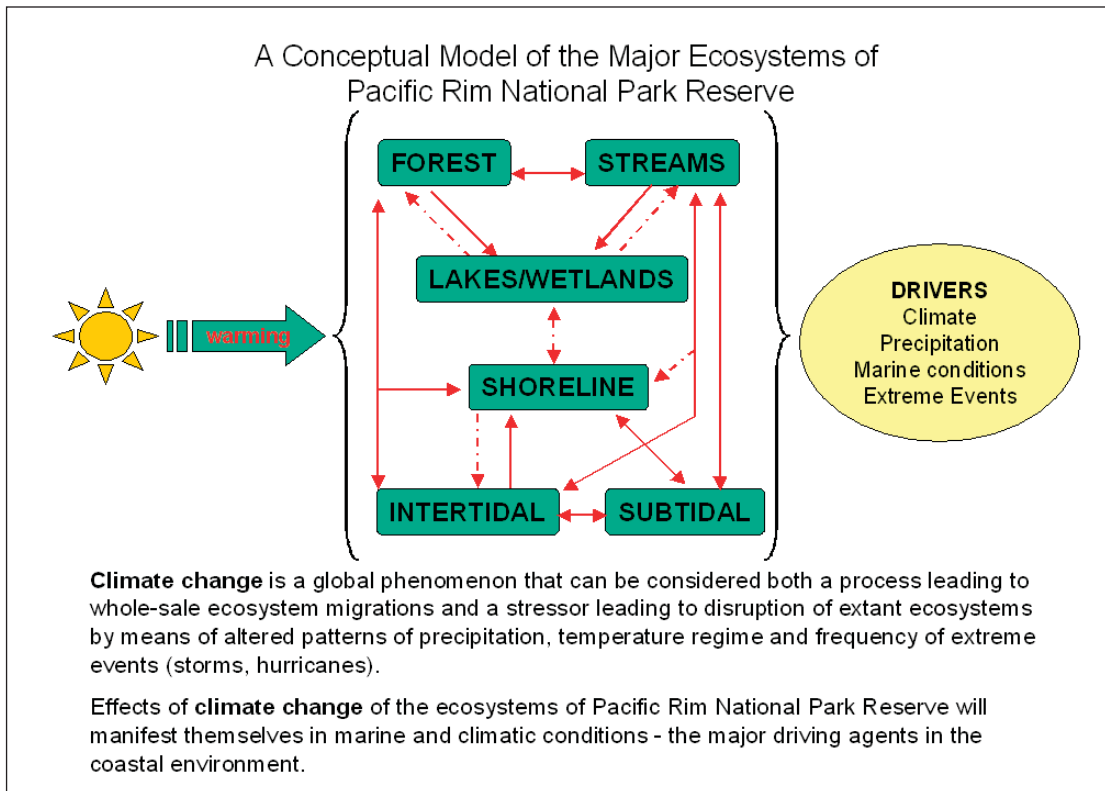 A Conceptual Model of the Major Ecosystems of
Pacific Rim National Park Reserve
FOREST
STREAMS
LAKES/WETLANDS
warming
SHORELINE
INTERTIDAL
SUBTIDAL
DRIVERS
Climate
Precipitation
Marine conditions
Extreme Events
Climate change is a global phenomenon that can be considered both a process leading to
whole-sale ecosystem migrations and a stressor leading to disruption of extant ecosystems
by means of altered patterns of precipitation, temperature regime and frequency of extreme
events (storms, hurricanes).
Effects of climate change of the ecosystems of Pacific Rim National Park Reserve will
manifest themselves in marine and climatic conditions - the major driving agents in the
coastal environment.